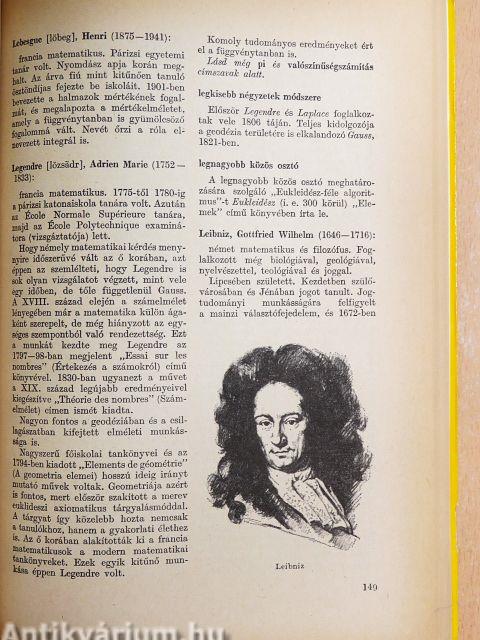 Lebesgue [löbeg], Henri (1875—1941):
francia matematikus. Párizsi egyetemi
tanár volt. Nyomdász apja korán meg-
halt. Az árva fiú mint kitűnően tanuló
ösztöndíjas fejezte be iskoláit. 1901-ben
bevezette a halmazok mértékének fogal-
mát, és megalapozta a mértékelméletet,
amely a függvénytanban is gyümölcsöző
fogalommá vált. Nevét őrzi a róla el-
nevezett integrál is.
Legendre [lözsádr], Adrien Marie (1752—
1833):
francia matematikus. 1775-től 1780-ig
a párizsi katonaiskola tanára volt. Azután
az École Normale Supérieure tanára,
majd az École Polytechnique examiná-
tora (vizsgáztatója) lett.
Hogy némely matematikai kérdés meny-
nyire időszerűvé vált az ő korában, azt
éppen az szemlélteti, hogy Legendre is
sok olyan vizsgálatot végzett, mint vele
egy időben, de tőle függetlenül Gauss.
A XVIII. század elején a számelmélet
lényegében már a matematika külön ága-
ként szerepelt, de még hiányzott az egy-
séges szempontból való rendezettség. Ezt
a munkát kezdte meg Legendre az
1797—98-ban megjelent „Essai sur les
nombres” (Értekezés a számokról) című
könyvével. 1830-ban ugyanezt a művet
a XIX. század legújabb eredményeivel
kiegészítve „Théorie des nombres” (Szám-
elmélet) címen ismét kiadta.
Nagyon fontos a geodéziában és a csil-
lagászatban kifejtett elméleti munkás-
sága is.
Nagyszerű főiskolai tankönyvei és az
1794-ben kiadott „Elements de géométrie”
(A geometria elemei) hosszú ideig irányt
mutató művek voltak. Geometriája azért
is fontos, mert először szakított a merev
euklideszi axiomatikus tárgyalásmóddal.
A tárgyat így közelebb hozta nemcsak
a tanulókhoz, hanem a gyakorlati élethez
is. Az ő korában alakították ki a francia
matematikusok a modern matematikai
tankönyveket. Ezek egyik kitűnő mun-
kása éppen Legendre volt.
Komoly tudományos eredményeket ért
el a függvénytanban is.
Lásd még pi és valószínűségszámítás
címszavak alatt.
legkisebb négyzetek módszere
Először Legendre és Laplace foglalkoz-
tak vele 1806 táján. Teljes kidolgozója
a geodézia területére is elkalandozó Gauss,
1821-ben.
legnagyobb közös osztó
A legnagyobb közös osztó meghatáro-
zására szolgáló „Eukleidész-féle algorit-
mus”-t Eukleidész (i. e. 300 körül) „Ele-
mek” című könyvében írta le.
Leibniz, Gottfried Wilhelm (1646—1716):
német matematikus és filozófus. Fog-
lalkozott még biológiával, geológiával,
nyelvészettel, teológiával és joggal.
Lipcsében született. Kezdetben szülő-
városában és Jénában jogot tanult. Jog-
tudományi munkásságára felfigyelt
a mainzi választófejedelem, és 1672-ben
Leibniz
149
Antikvárium.hu